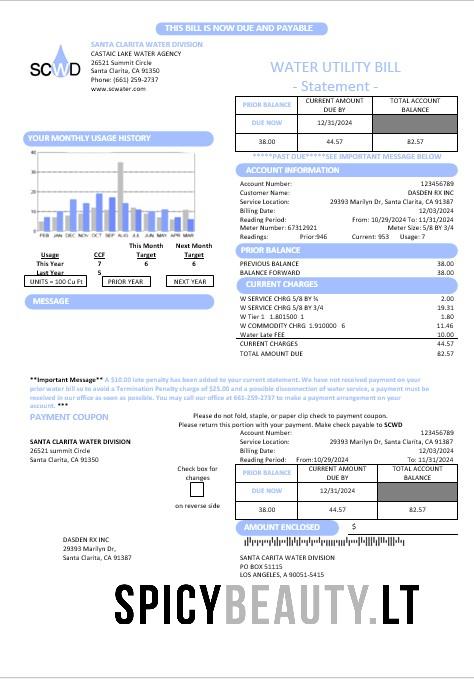 THIS BILL IS NOW DUE AND PAYABLE
SCWD
SANTA CLARITA WATER DIVISION
CASTAIC LAKE WATER AGENCY
26521 Summit Circle
Santa Clarita, CA 91350
Phone: (661) 259-2737
www.scwater.com
WATER UTILITY BILL
- Statement -
PRIOR BALANCE CURRENT AMOUNT DUE BY TOTAL ACCOUNT BALANCE
DUE NOW 12/31/2024
38.00 44.57 82.57
*****PAST DUE*****SEE IMPORTANT MESSAGE BELOW
YOUR MONTHLY USAGE HISTORY
40
30
20
10
0
FEB JAN DEC NOV OCT SEP AUG JUL JUN MAY APR MAR
This Month Next Month
Usage CCF Target Target
This Year 7 6 6
Last Year 5
UNITS = 100 Cu Ft PRIOR YEAR NEXT YEAR
MESSAGE
ACCOUNT INFORMATION
Account Number: 123456789
Customer Name: DASDEN RX INC
Service Location: 29393 Marilyn Dr, Santa Clarita, CA 91387
Billing Date: 12/03/2024
Reading Period: From: 10/29/2024 To: 11/31/2024
Meter Number: 67312921 Meter Size: 5/8 BY 3/4
Readings: Prior:946 Current: 953 Usage: 7
PRIOR BALANCE
PREVIOUS BALANCE 38.00
BALANCE FORWARD 38.00
CURRENT CHARGES
W SERVICE CHRG 5/8 BY ¾ 2.00
W SERVICE CHRG 5/8 BY 3/4 19.31
W Tier 1 1.801500 1 1.80
W COMMODITY CHRG 1.910000 6 11.46
Water Late FEE 10.00
CURRENT CHARGES 44.57
TOTAL AMOUNT DUE 82.57
**Important Message** A $10.00 late penalty has been added to your current statement. We have not received payment on your
prior water bill so to avoid a Termination Penalty charge of $25.00 and a possible disconnection of water service, a payment must be
received in our office as soon as possible. You may call our office at 661-259-2737 to make a payment arrangement on your
account. ***
PAYMENT COUPON
Please do not fold, staple, or paper clip check to payment coupons.
Please return this portion with your payment. Make check payable to SCWD
SANTA CLARITA WATER DIVISION
26521 summit Circle
Santa Clarita, CA 91350
Account Number: 123456789
Service Location: 29393 Marilyn Dr, Santa Clarita, CA 91387
Billing Date: 12/03/2024
Reading Period: From:10/29/2024 To: 11/31/2024
Check box for
changes
on reverse side
PRIOR BALANCE CURRENT AMOUNT DUE BY TOTAL ACCOUNT BALANCE
DUE NOW 12/31/2024
38.00 44.57 82.57
AMOUNT ENCLOSED $
DASDEN RX INC
29393 Marilyn Dr,
Santa Clarita, CA 91387
SANTA CARITA WATER DIVISION
PO BOX 51115
LOS ANGELES, A 90051-5415
SPICYBEAUTY.LT